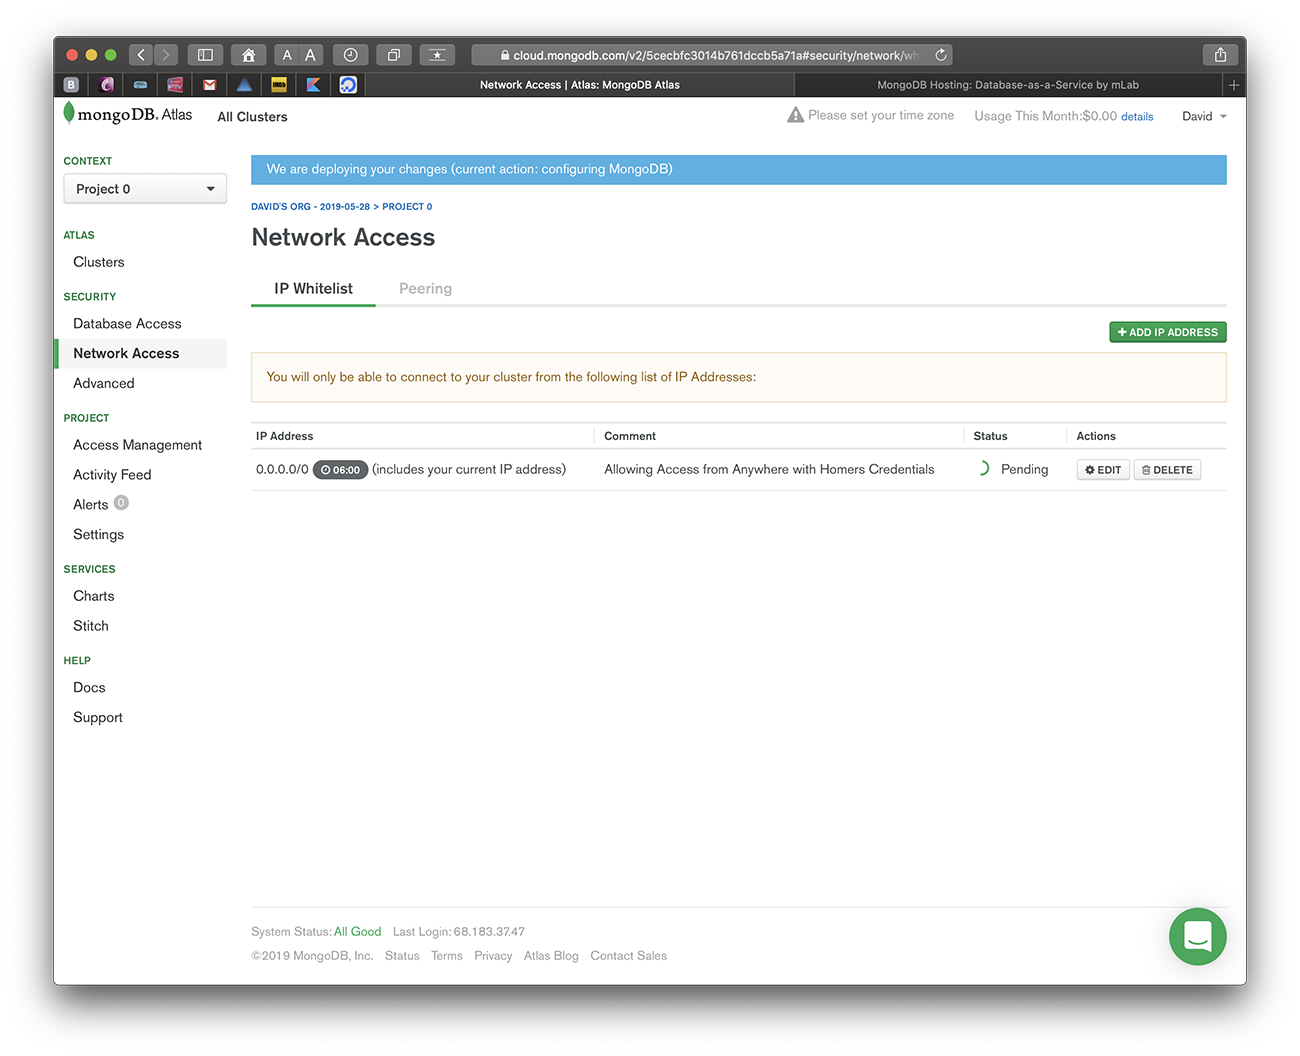 A A
cloud.mongodb.com/v2/5cecbfc3014b761dccb5a71a#security/network/wh
B
IMDb
Network Access | Atlas: MongoDB Atlas
MongoDB Hosting: Database-as-a-Service by mLab
mongoDB. Atlas
All Clusters
Please set your time zone
Usage This Month:$0.00 details
David
CONTEXT
Project 0
ATLAS
Clusters
SECURITY
Database Access
Network Access
Advanced
PROJECT
Access Management
Activity Feed
Alerts 0
Settings
SERVICES
Charts
Stitch
HELP
Docs
Support
We are deploying your changes (current action: configuring MongoDB)
DAVID'S ORG - 2019-05-28 > PROJECT 0
Network Access
IP Whitelist
Peering
+ ADD IP ADDRESS
You will only be able to connect to your cluster from the following list of IP Addresses:
IP Address Comment Status Actions
0.0.0.0/0 06:00 (includes your current IP address) Allowing Access from Anywhere with Homers Credentials Pending EDIT DELETE
System Status: All Good Last Login: 68.183.37.47
©2019 MongoDB, Inc. Status Terms Privacy Atlas Blog Contact Sales